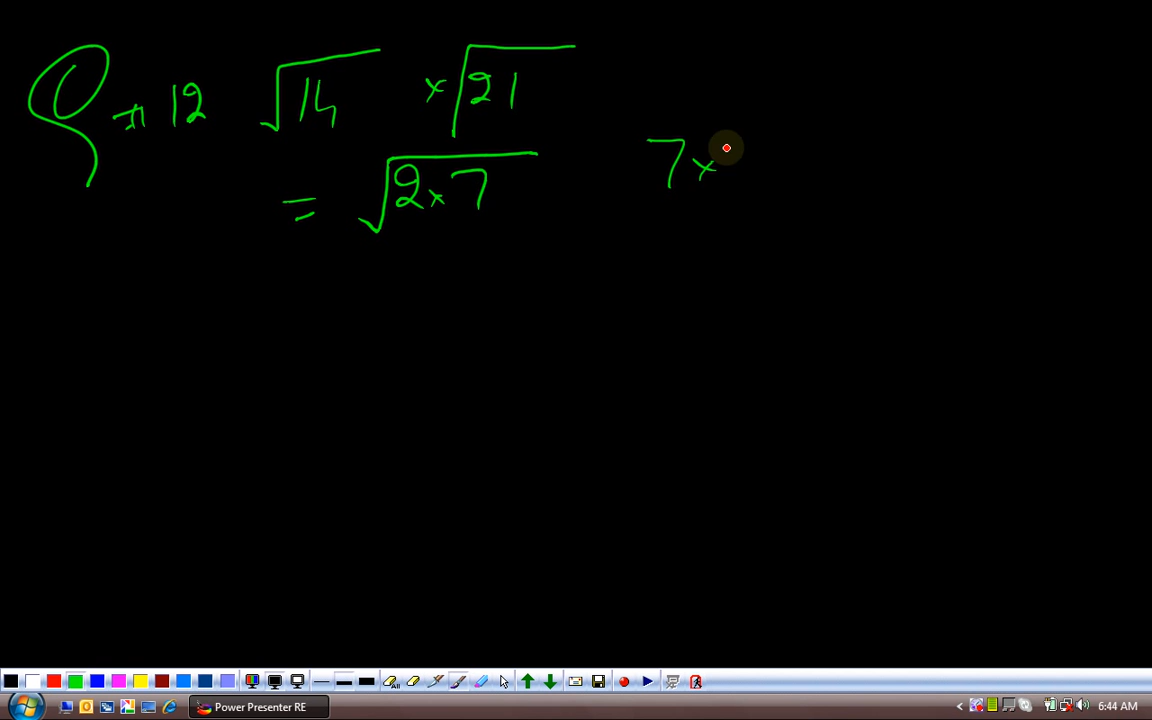 Q # 12 √14 × √21
= √2×7 7×
Power Presenter RE
6:44 AM